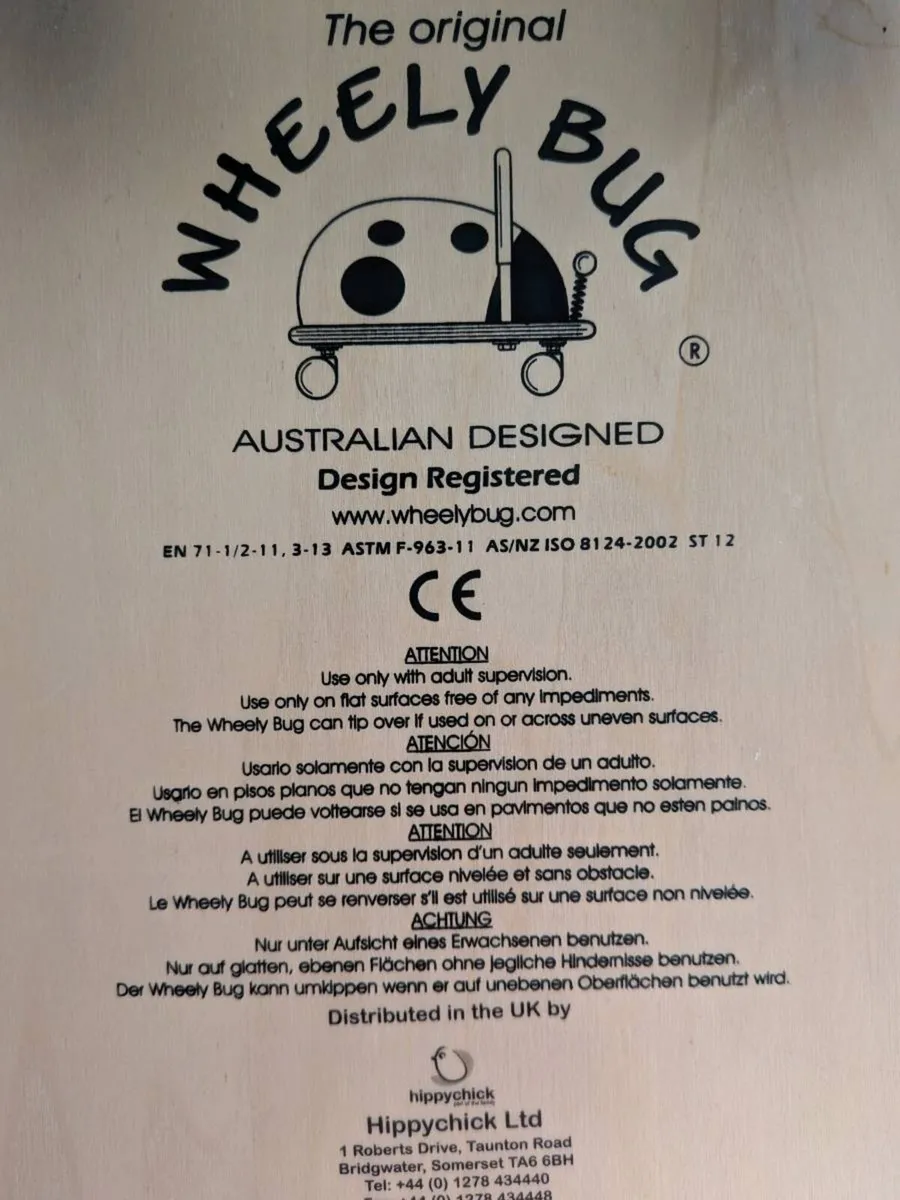 The original
WHEELY BUG
®
AUSTRALIAN DESIGNED
Design Registered
www.wheelybug.com
EN 71-1/2-11, 3-13 ASTM F-963-11 AS/NZ ISO 8124-2002 ST 12
CE
ATTENTION
Use only with adult supervision.
Use only on flat surfaces free of any impediments.
The Wheely Bug can tip over if used on or across uneven surfaces.
ATENCIÓN
Usarlo solamente con la supervision de un adulto.
Usarlo en pisos planos que no tengan ningun impedimento solamente.
El Wheely Bug puede voltearse si se usa en pavimentos que no esten palnos.
ATTENTION
A utiliser sous la supervision d'un adulte seulement.
A utiliser sur une surface nivelée et sans obstacle.
Le Wheely Bug peut se renverser s'il est utilisé sur une surface non nivelée.
ACHTUNG
Nur unter Aufsicht eines Erwachsenen benutzen.
Nur auf glatten, ebenen Flächen ohne jegliche Hindernisse benutzen.
Der Wheely Bug kann umkippen wenn er auf unebenen Oberflächen benutzt wird.
Distributed in the UK by
hippychick
part of the family
Hippychick Ltd
1 Roberts Drive, Taunton Road
Bridgwater, Somerset TA6 6BH
Tel: +44 (0) 1278 434440
+44 (0) 1278 434448